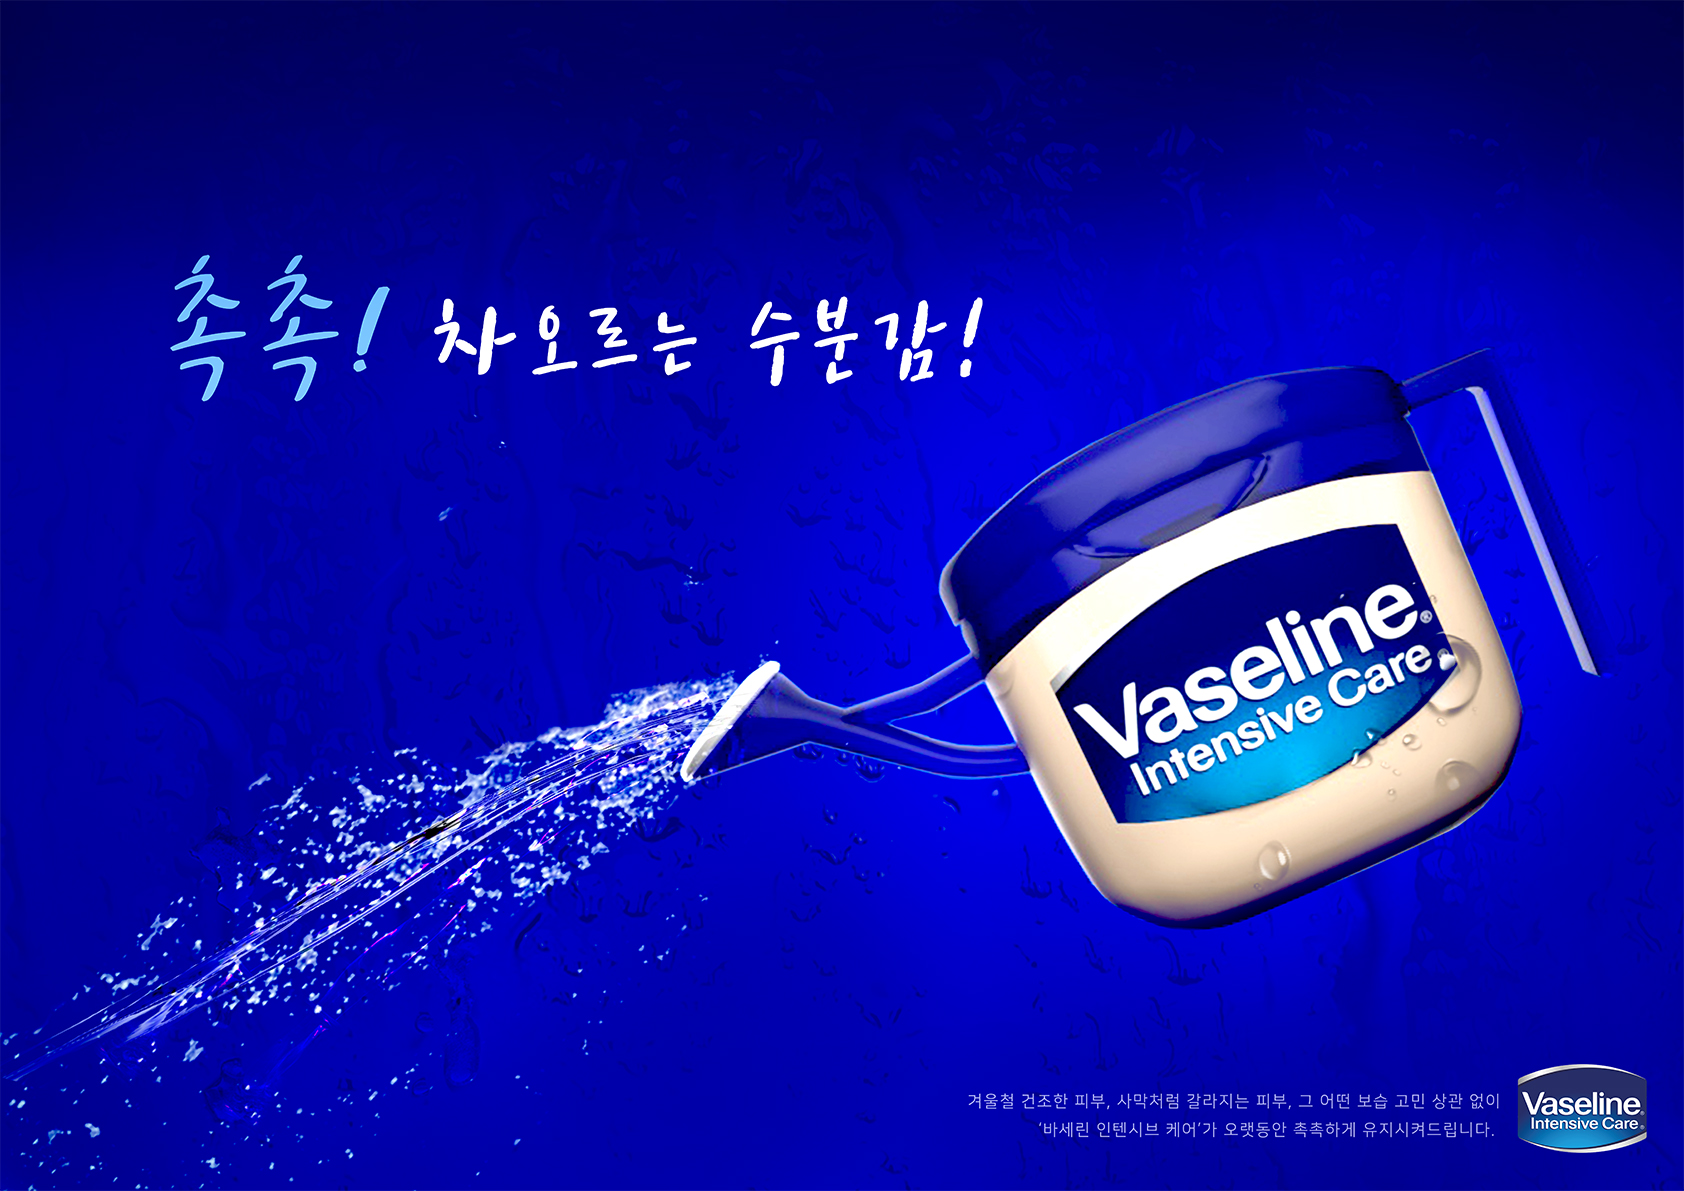 촉촉! 차오르는 수분감!
Vaseline®
Intensive Care
겨울철 건조한 피부, 사막처럼 갈라지는 피부, 그 어떤 보습 고민 상관 없이
‘바세린 인텐시브 케어’가 오랫동안 촉촉하게 유지시켜드립니다.
Vaseline®
Intensive Care®